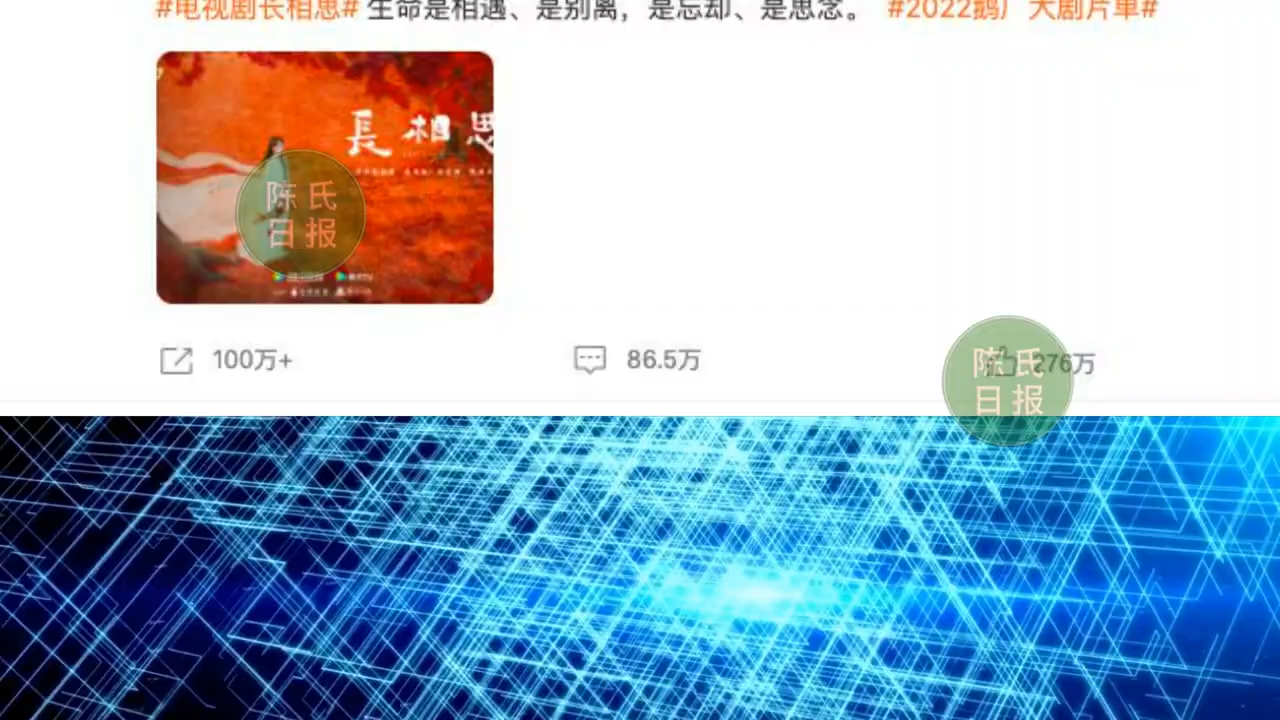 #电视剧长相思# 生命是相遇、是别离，是忘却、是思念。 #2022鹅厂大剧片单#
長相思
陈氏
日报
100万+
86.5万
276万
陈氏
日报